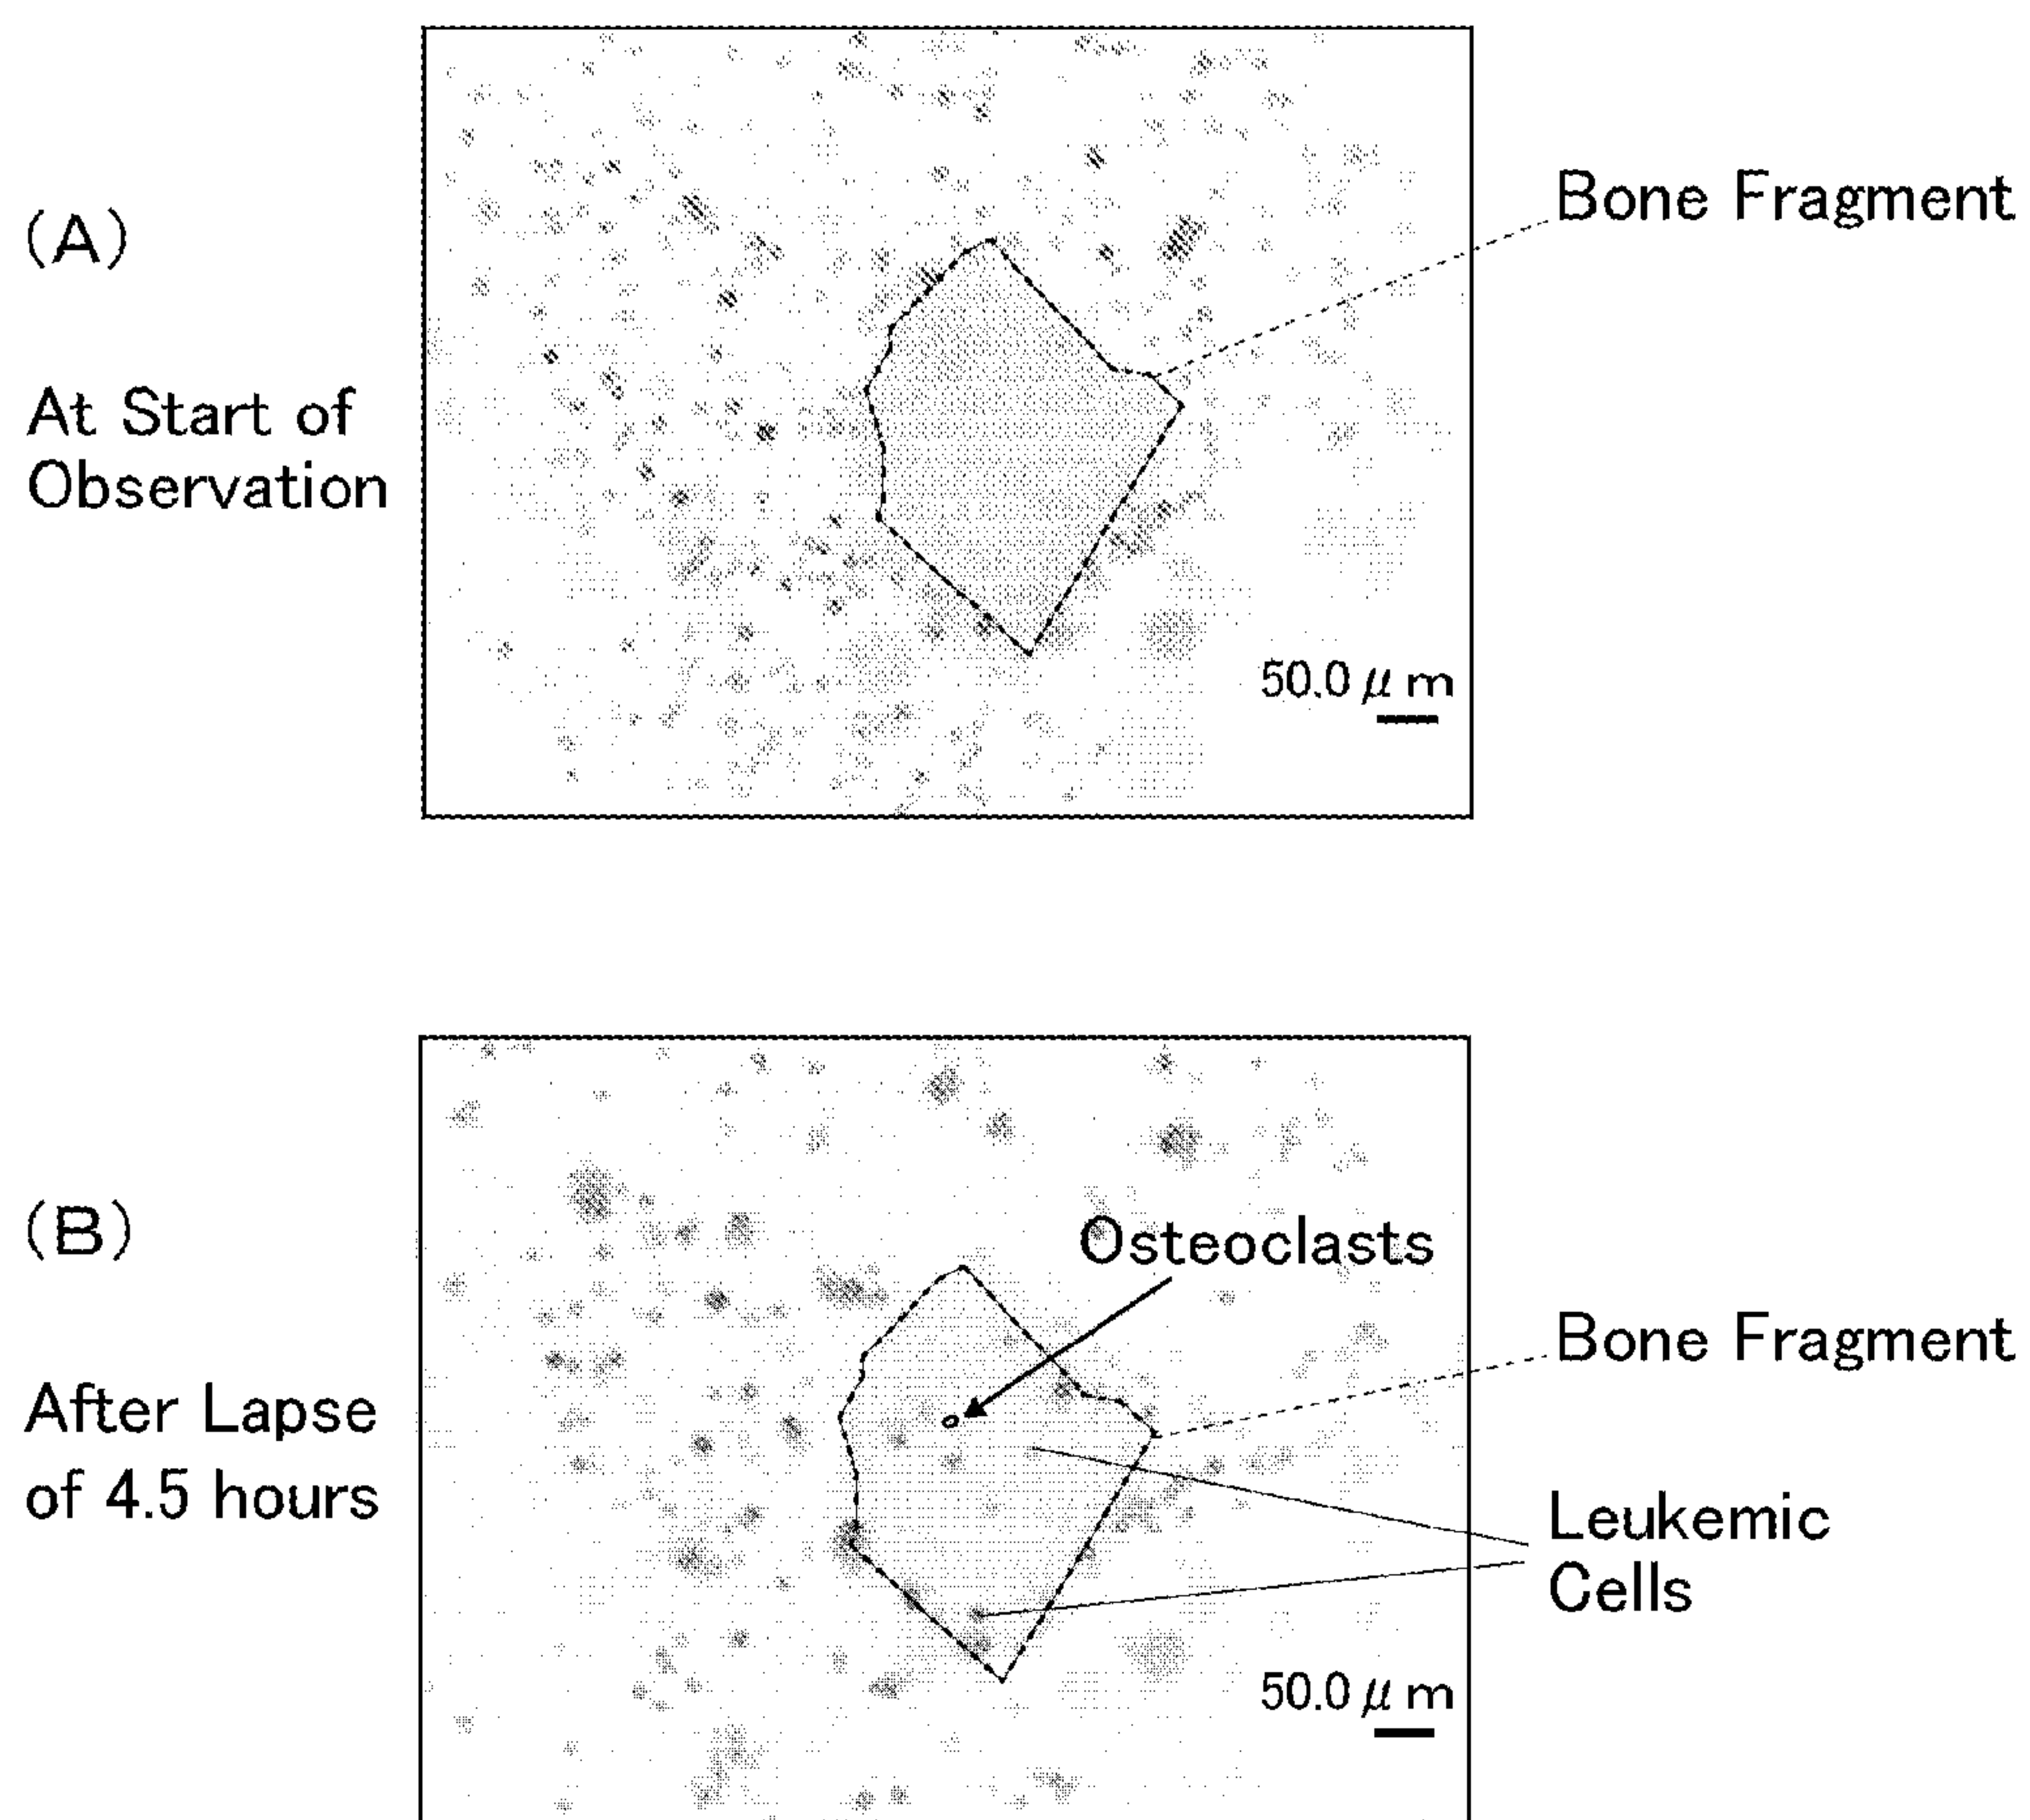 (A)
At Start of
Observation
Bone Fragment
50.0 μm
(B)
After Lapse
of 4.5 hours
Osteoclasts
Bone Fragment
Leukemic
Cells
50.0 μm